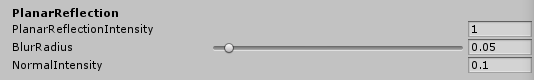 PlanarReflection
PlanarReflectionIntensity 1
BlurRadius 0.05
NormalIntensity 0.1